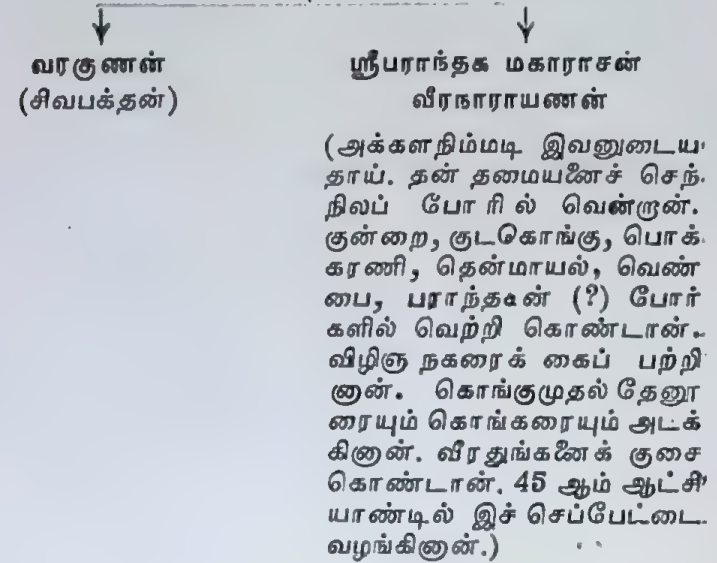 வரகுணன்
(சிவபக்தன்)
ஸ்ரீபராந்தக மகாராசன்
வீரநாராயணன்
(அக்களநிம்மடி இவனுடைய
தாய். தன் தமையனைச் செந்
நிலப் போரில் வென்றான்.
குன்றை, குடகொங்கு, பொக்
கரணி, தென்மாயல், வெண்
பை, பராந்தகன் (?) போர்
களில் வெற்றி கொண்டான்.
விழிஞ நகரைக் கைப் பற்றி
னான். கொங்குமுதல் தேனூ
ரையும் கொங்கரையும் அடக்
கினான். வீரதுங்கனைக் குசை
கொண்டான். 45 ஆம் ஆட்சி
யாண்டில் இச் செப்பேட்டை
வழங்கினான்.)